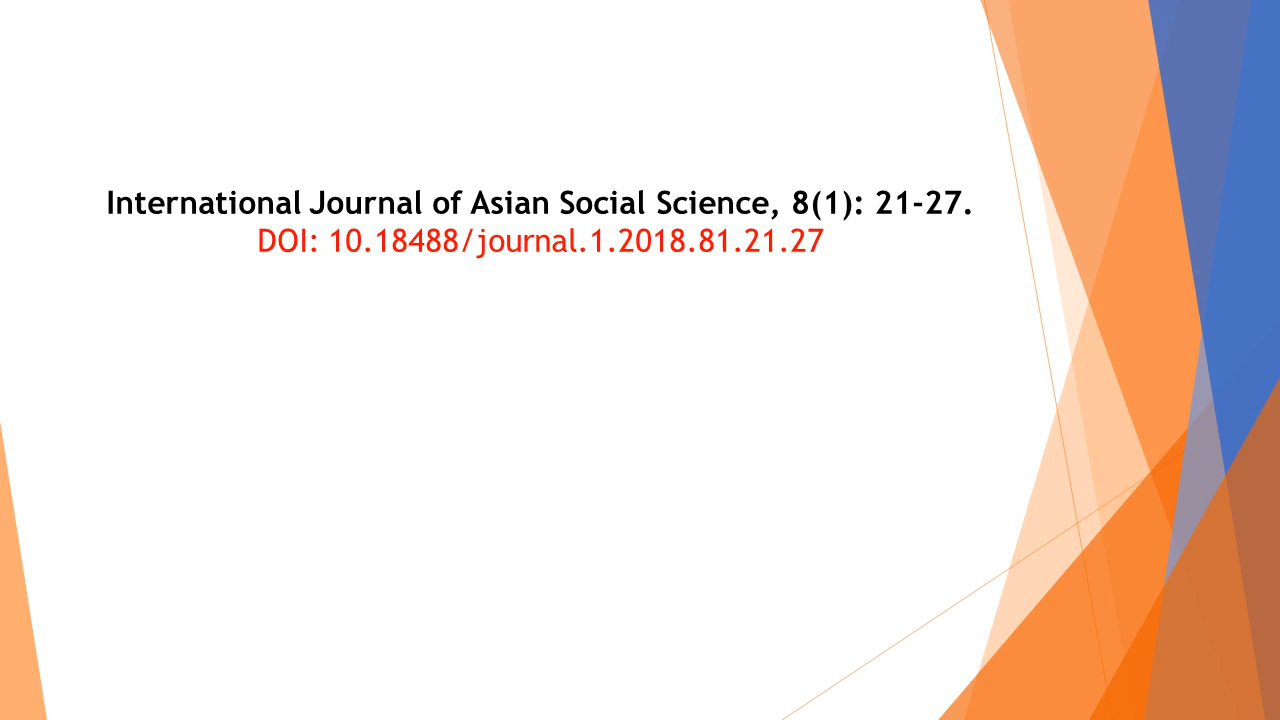 International Journal of Asian Social Science, 8(1): 21-27.
DOI: 10.18488/journal.1.2018.81.21.27